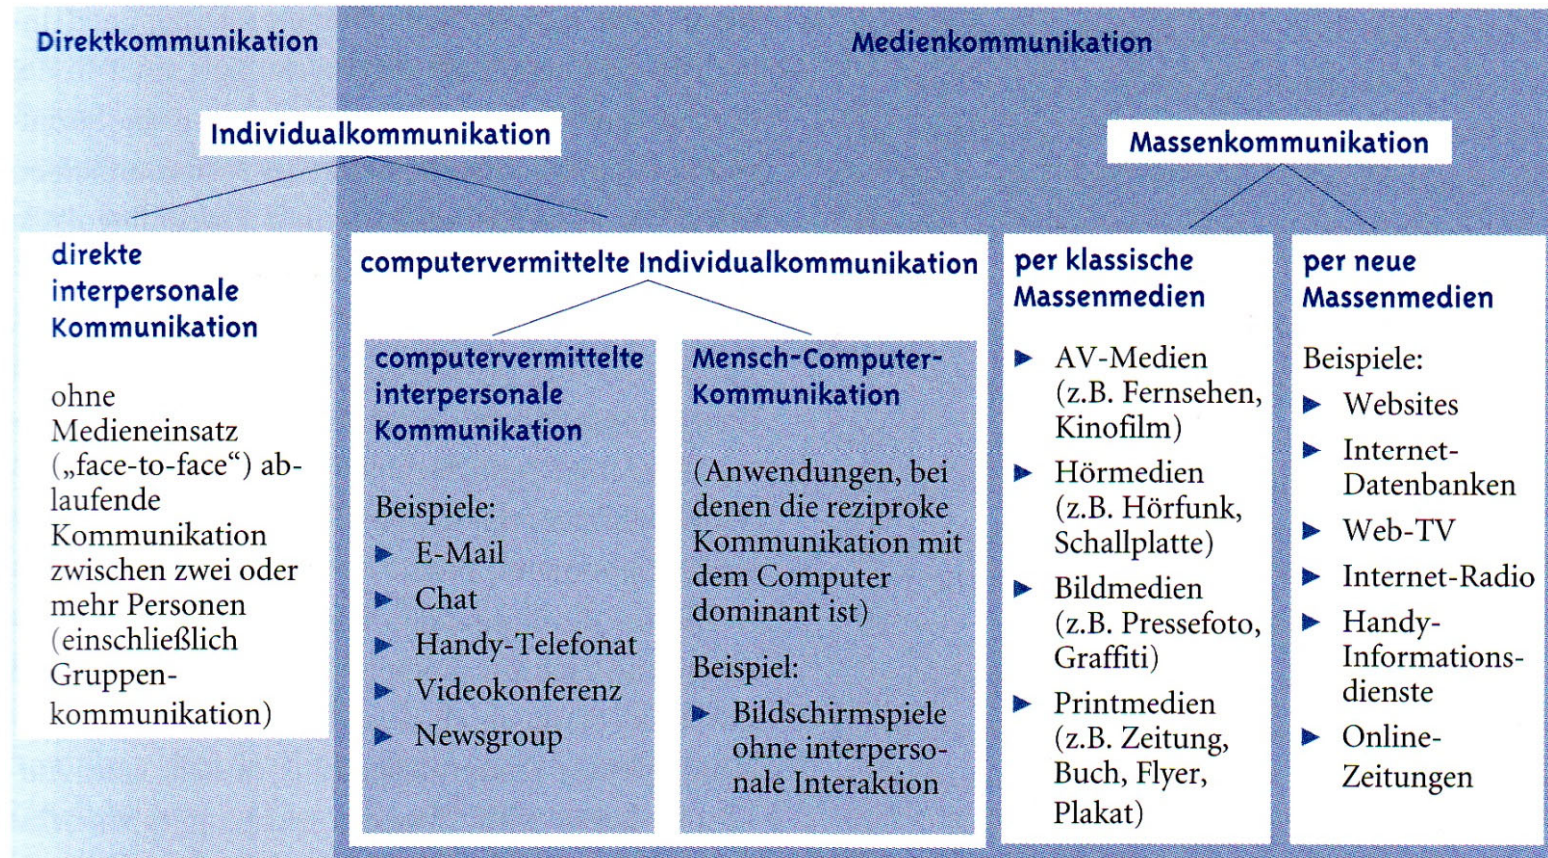 Direktkommunikation
Medienkommunikation
Individualkommunikation
Massenkommunikation
direkte
interpersonale
Kommunikation
ohne
Medieneinsatz
(„face-to-face“) ab-
laufende
Kommunikation
zwischen zwei oder
mehr Personen
(einschließlich
Gruppen-
kommunikation)
computervermittelte Individualkommunikation
computervermittelte
interpersonale
Kommunikation
Beispiele:
► E-Mail
► Chat
► Handy-Telefonat
► Videokonferenz
► Newsgroup
Mensch-Computer-
Kommunikation
(Anwendungen, bei
denen die reziproke
Kommunikation mit
dem Computer
dominant ist)
Beispiel:
► Bildschirmspiele
ohne interperso-
nale Interaktion
per klassische
Massenmedien
► AV-Medien
(z.B. Fernsehen,
Kinofilm)
► Hörmedien
(z.B. Hörfunk,
Schallplatte)
► Bildmedien
(z.B. Pressefoto,
Graffiti)
► Printmedien
(z.B. Zeitung,
Buch, Flyer,
Plakat)
per neue
Massenmedien
Beispiele:
► Websites
► Internet-
Datenbanken
► Web-TV
► Internet-Radio
► Handy-
Informations-
dienste
► Online-
Zeitungen